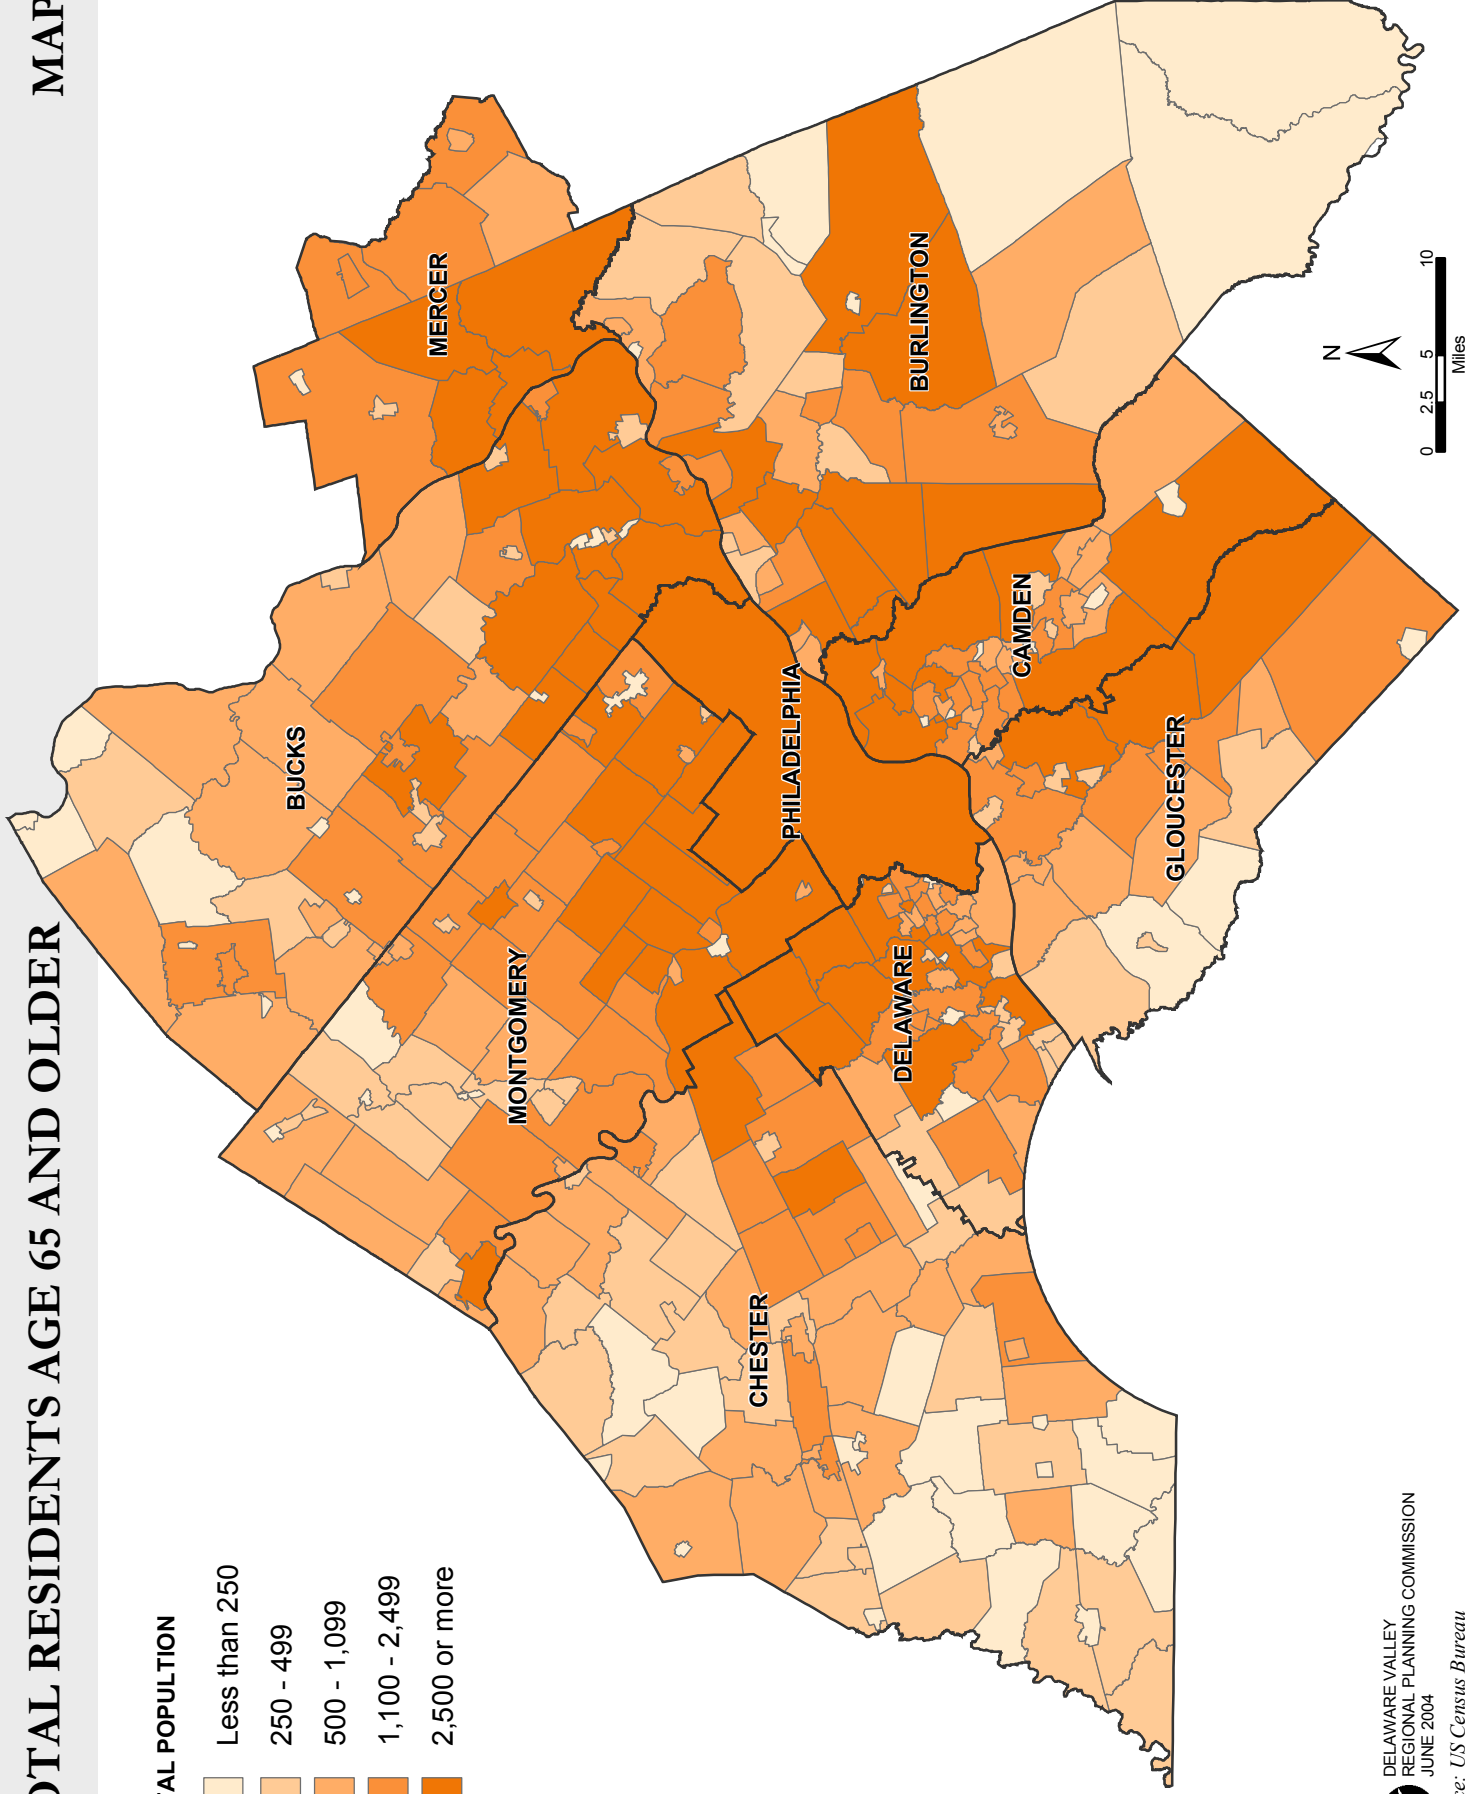 OTAL RESIDENTS AGE 65 AND OLDER
MAP
AL POPULTION
Less than 250
250 - 499
500 - 1,099
1,100 - 2,499
2,500 or more
BUCKS
MERCER
MONTGOMERY
PHILADELPHIA
BURLINGTON
CHESTER
DELAWARE
CAMDEN
GLOUCESTER
N
0 2.5 5 10
Miles
DELAWARE VALLEY
REGIONAL PLANNING COMMISSION
JUNE 2004
ce: US Census Bureau